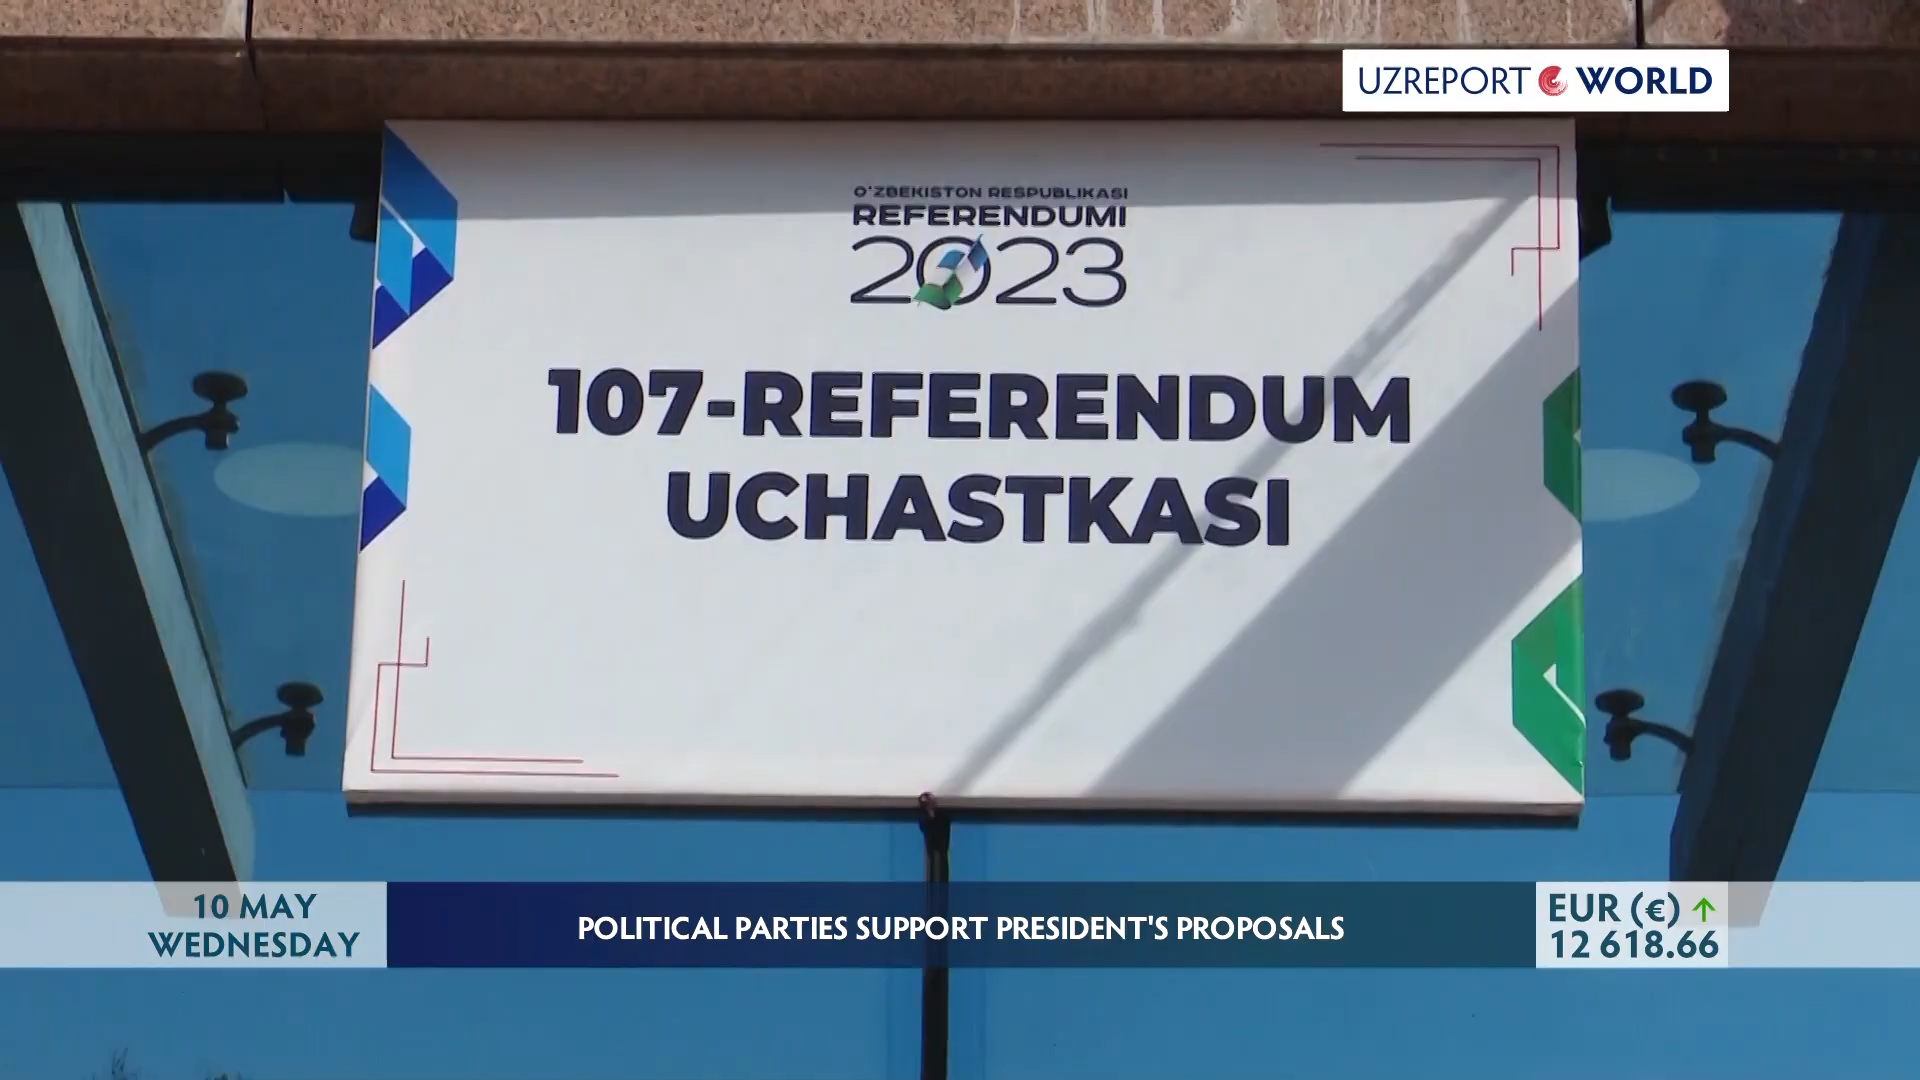 UZREPORT WORLD
O'ZBEKISTON RESPUBLIKASI
REFERENDUMI
2023
107-REFERENDUM
UCHASTKASI
10 MAY
WEDNESDAY
POLITICAL PARTIES SUPPORT PRESIDENT'S PROPOSALS
EUR (€) ↑
12 618.66